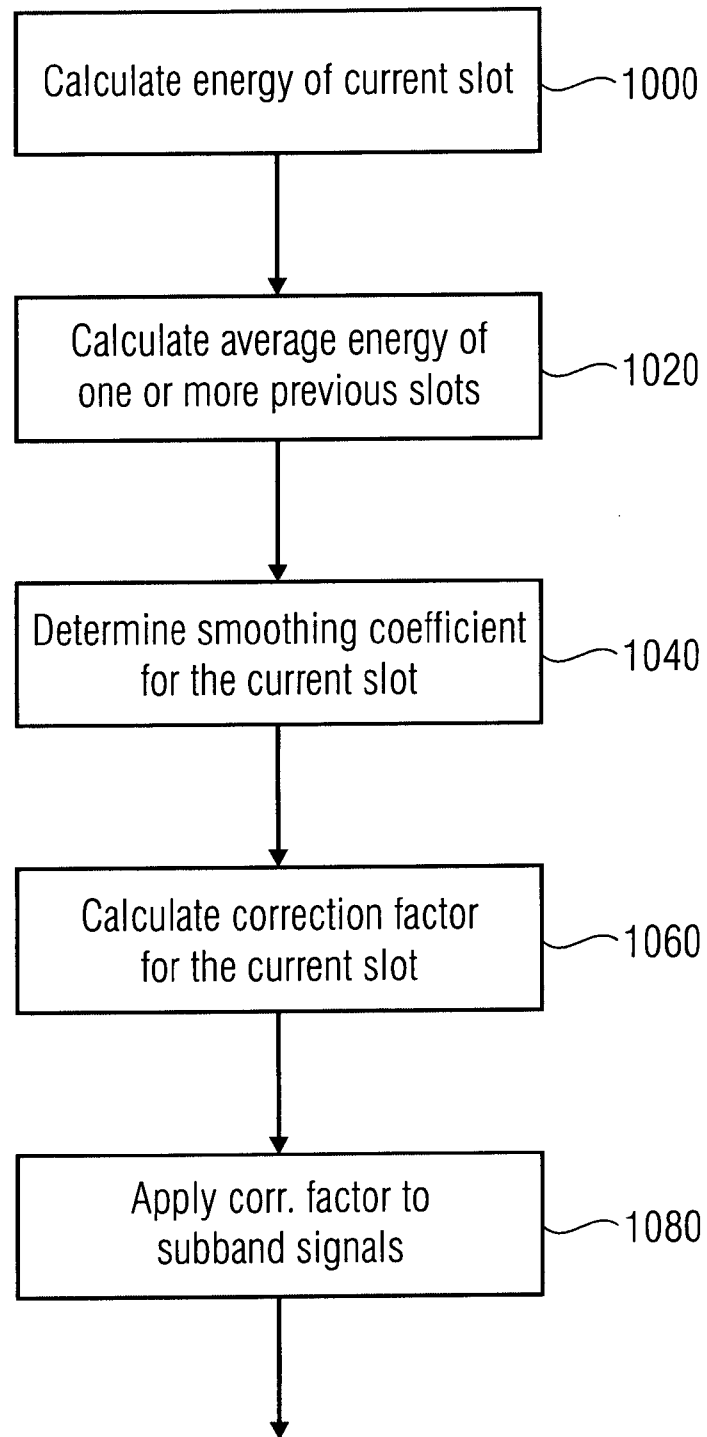 Calculate energy of current slot
1000
Calculate average energy of
one or more previous slots
1020
Determine smoothing coefficient
for the current slot
1040
Calculate correction factor
for the current slot
1060
Apply corr. factor to
subband signals
1080